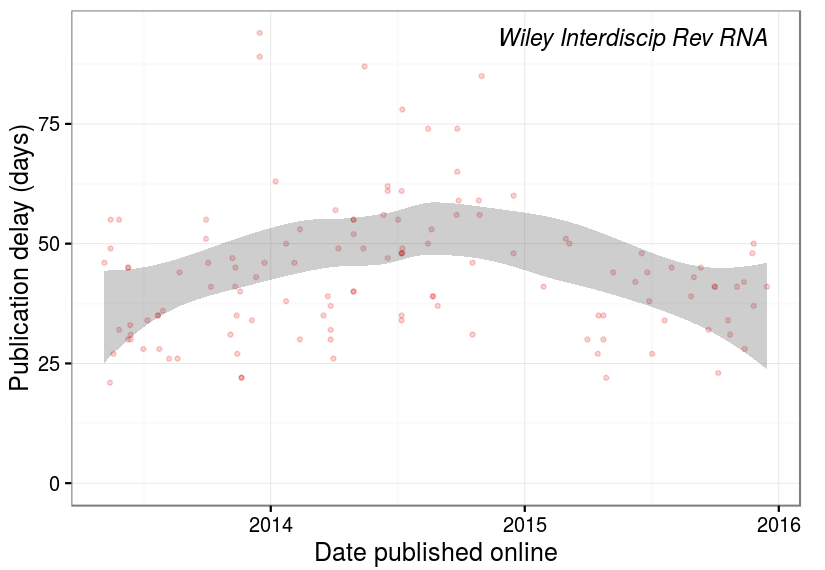 Wiley Interdiscip Rev RNA
Publication delay (days)
75
50
25
0
2014
2015
2016
Date published online